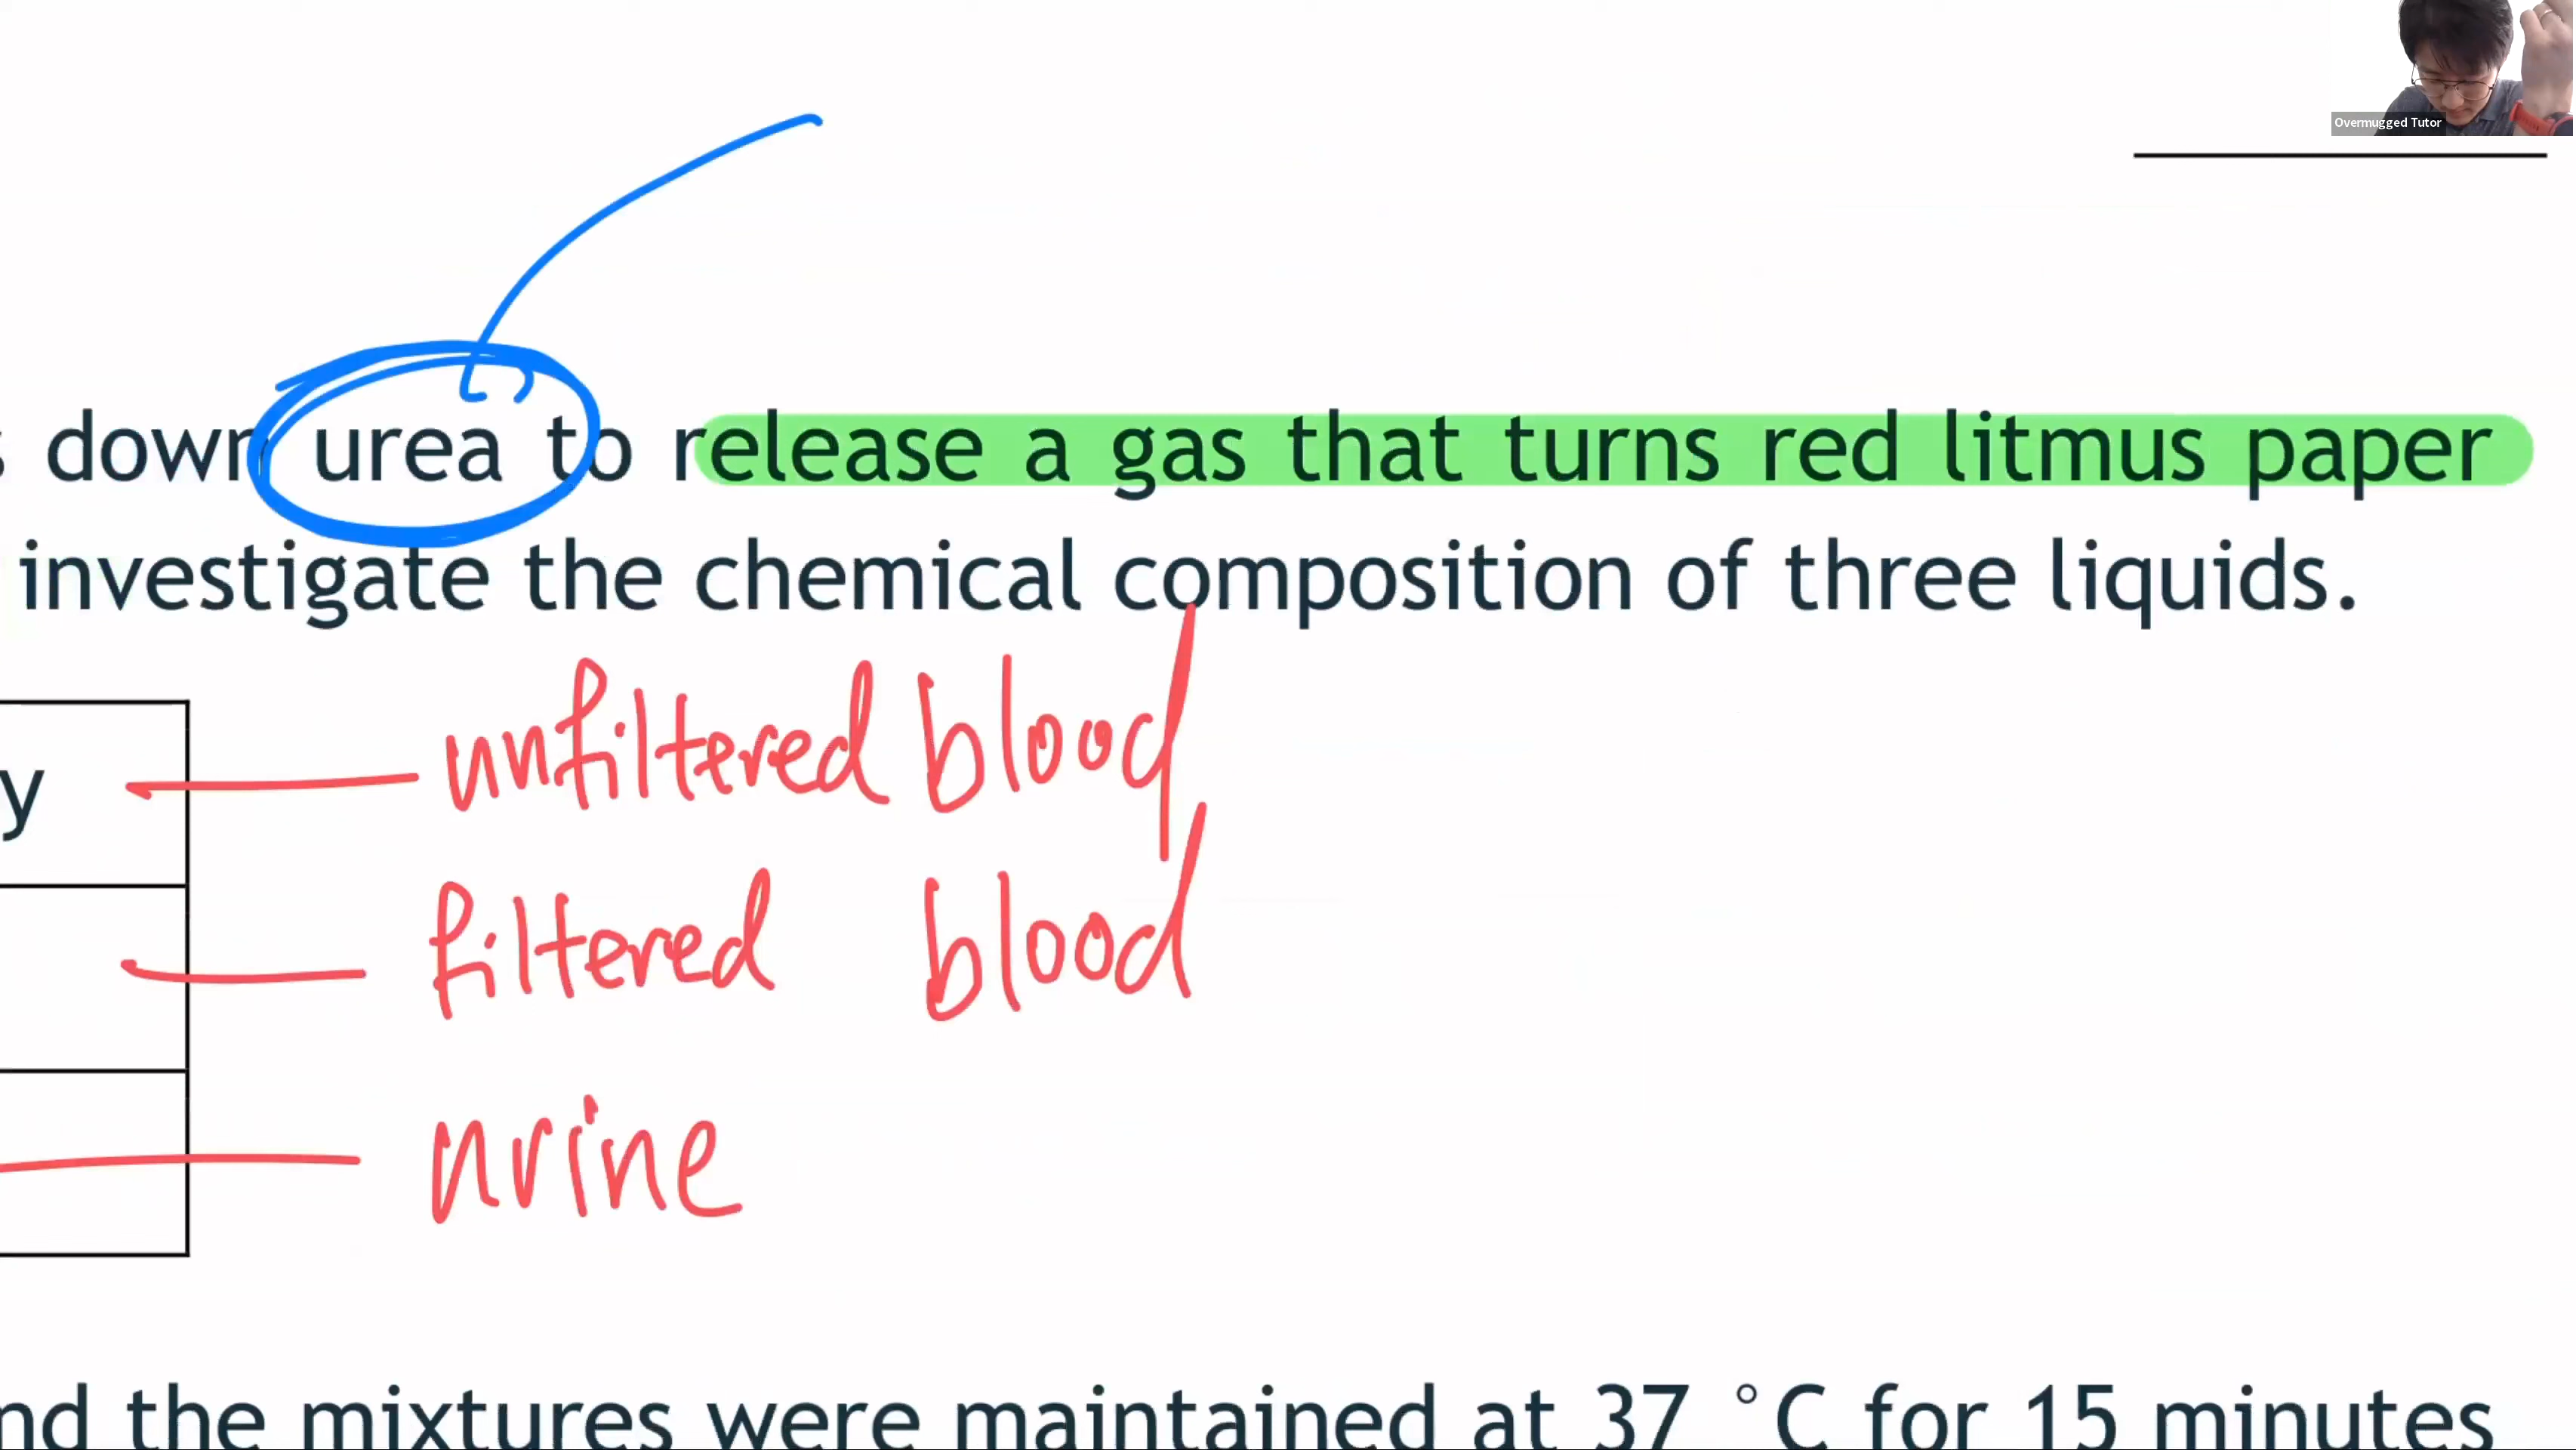 Overmugged Tutor
down urea to release a gas that turns red litmus paper
investigate the chemical composition of three liquids.
y
unfiltered blood
filtered blood
urine
the mixtures were maintained at 37 °C for 15 minutes